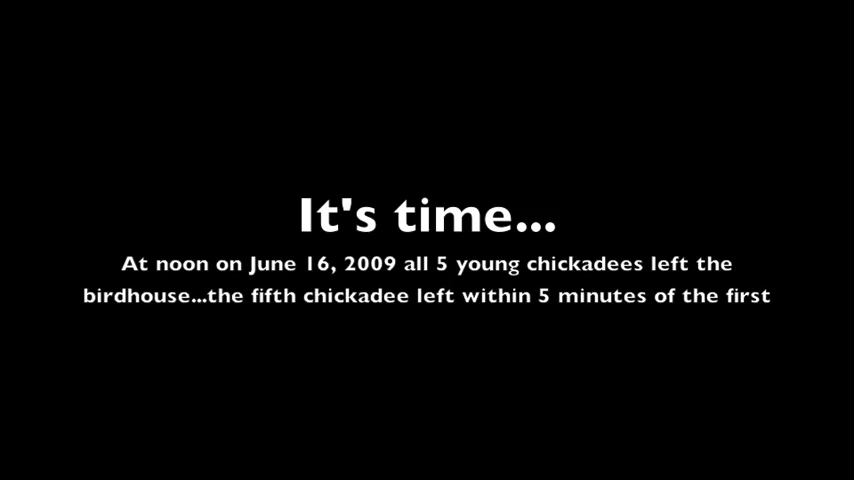 It's time...
At noon on June 16, 2009 all 5 young chickadees left the
birdhouse...the fifth chickadee left within 5 minutes of the first